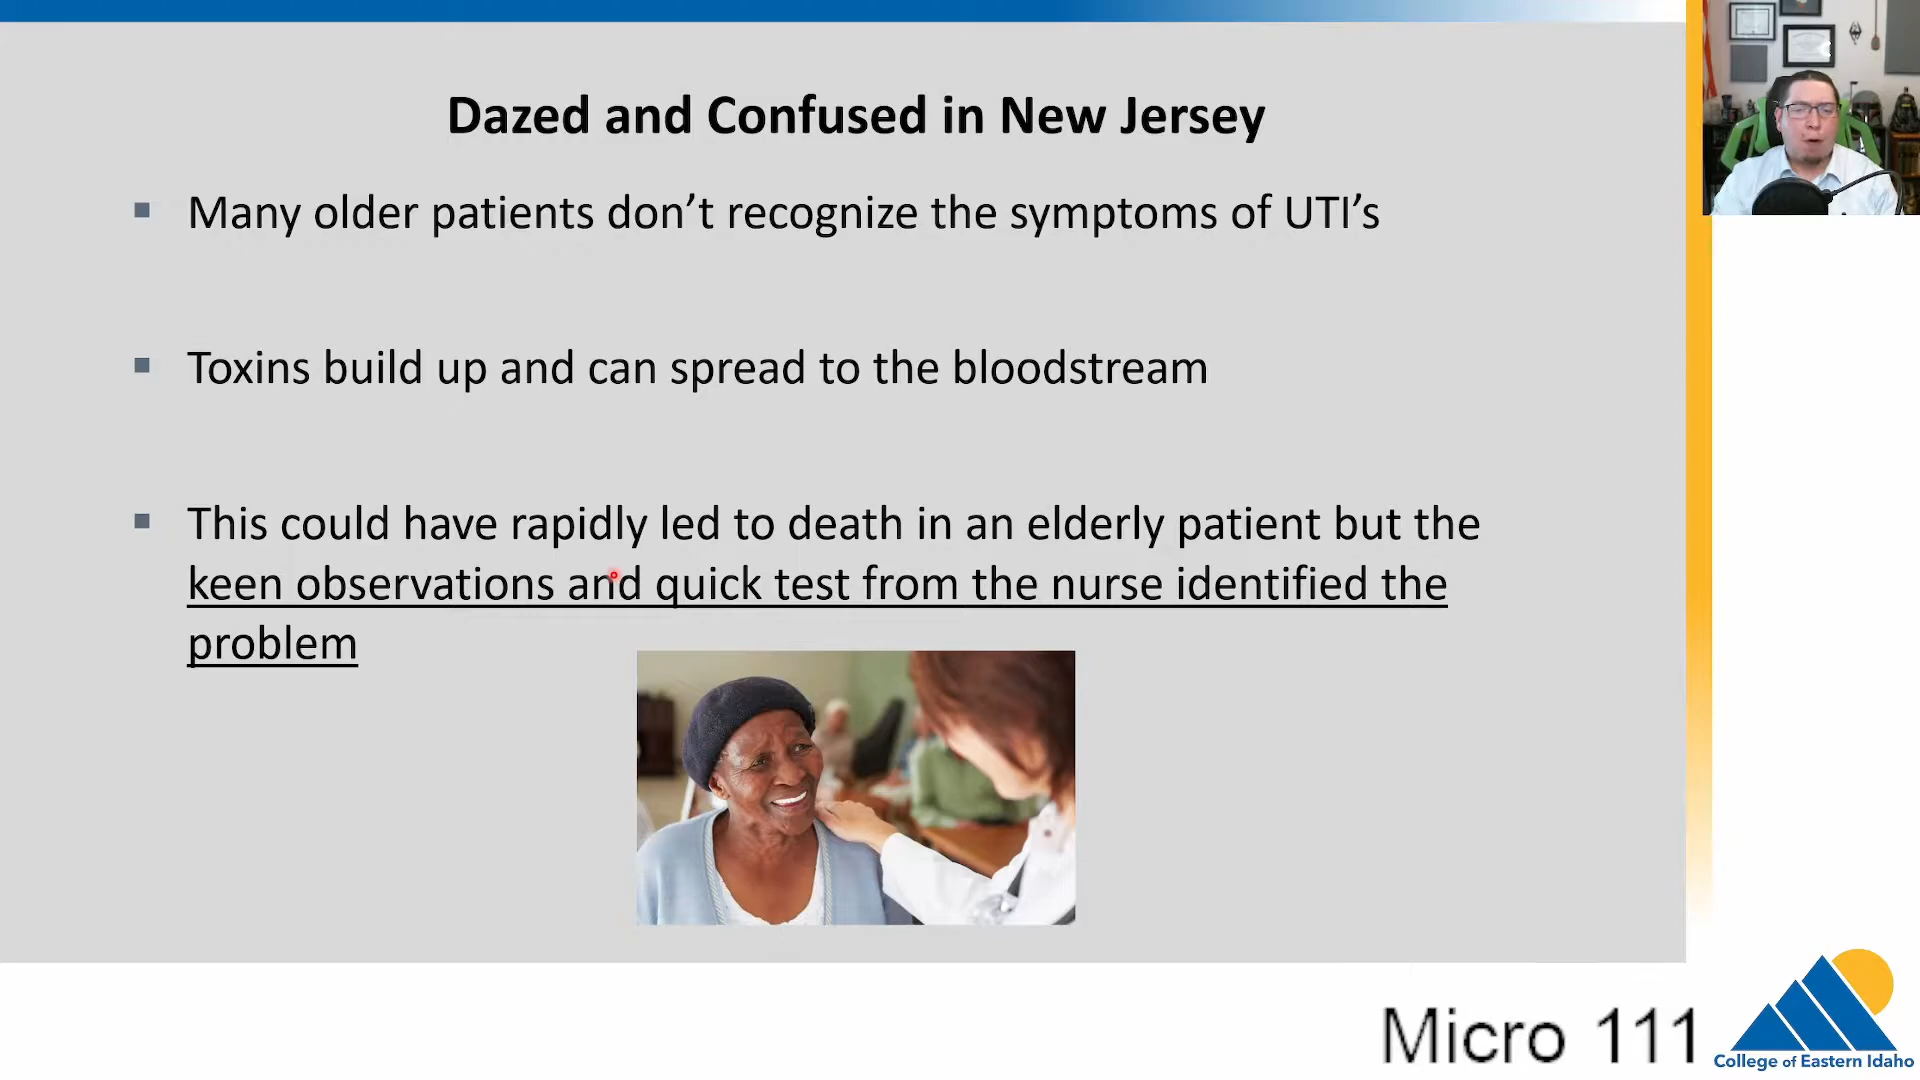 Dazed and Confused in New Jersey
Many older patients don’t recognize the symptoms of UTI’s
Toxins build up and can spread to the bloodstream
This could have rapidly led to death in an elderly patient but the
keen observations and quick test from the nurse identified the
problem
Micro 111
College of Eastern Idaho